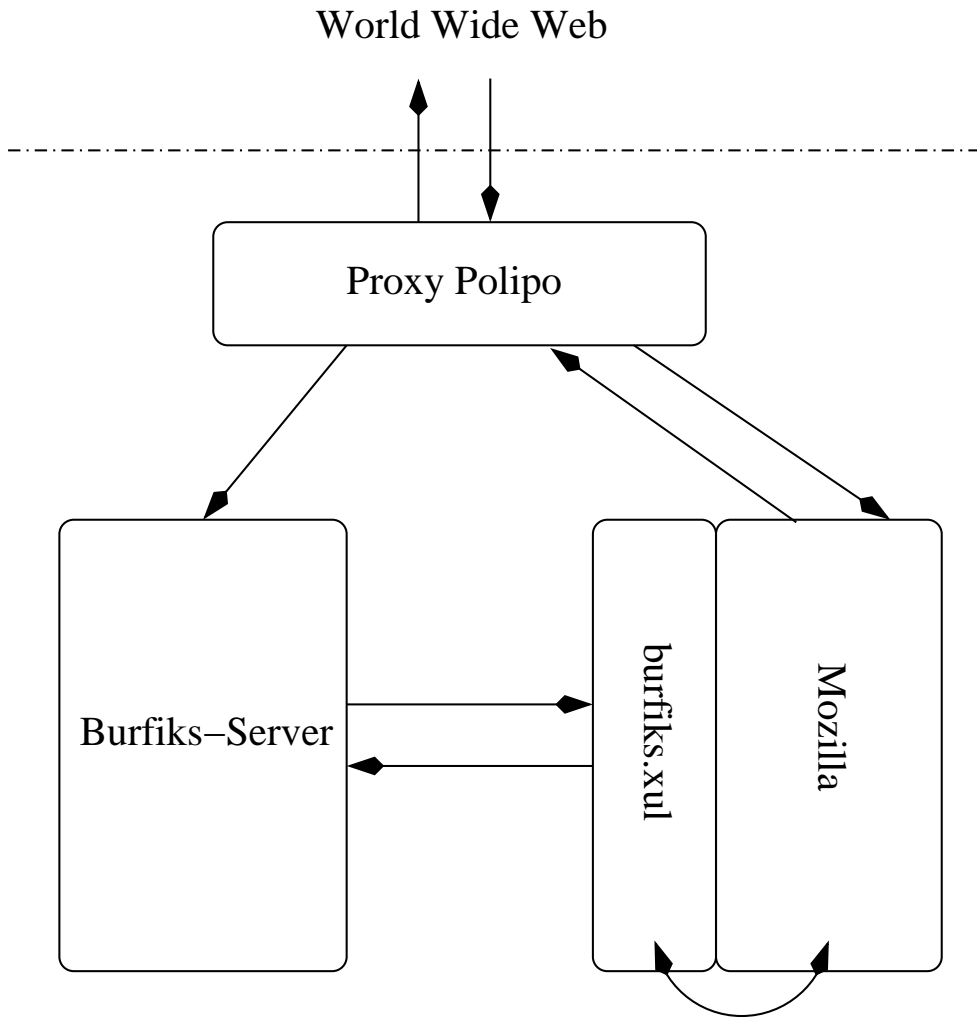 World Wide Web
Proxy Polipo
Burfiks−Server
burfiks.xul
Mozilla